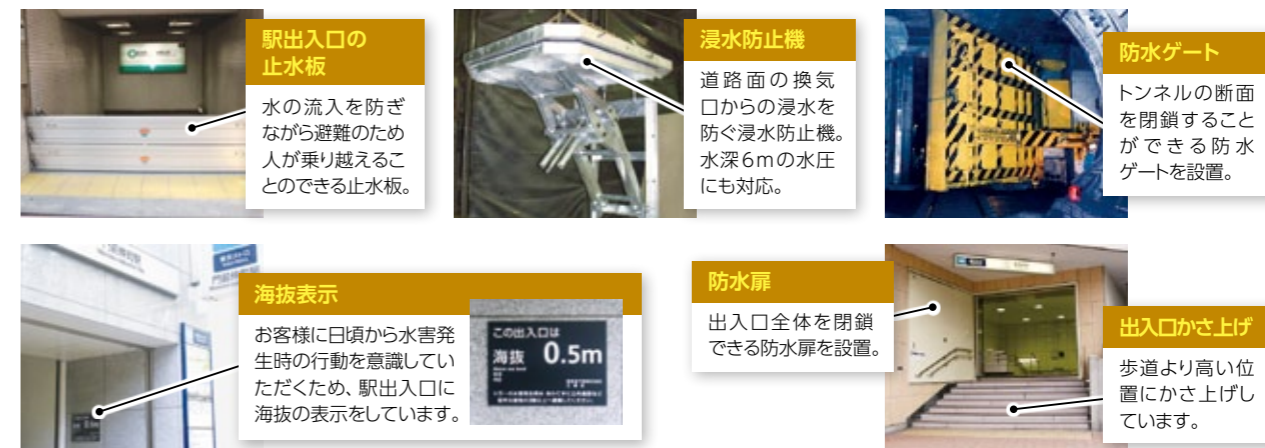 駅出入口の
止水板
水の流入を防ぎ
ながら避難のため
人が乗り越えるこ
とのできる止水板。
浸水防止機
道路面の換気
口からの浸水を
防ぐ浸水防止機。
水深6mの水圧
にも対応。
防水ゲート
トンネルの断面
を閉鎖すること
ができる防水
ゲートを設置。
海抜表示
お客様に日頃から水害発
生時の行動を意識してい
ただくため、駅出入口に
海抜の表示をしています。
この出入口は
海抜 0.5m
防水扉
出入口全体を閉鎖
できる防水扉を設置。
出入口かさ上げ
歩道より高い位
置にかさ上げし
ています。